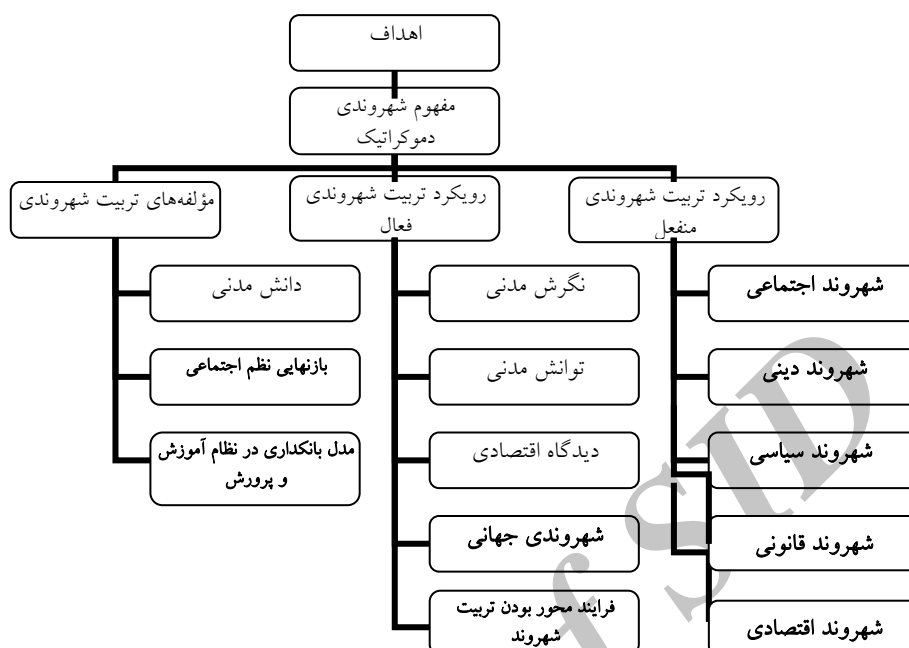 اهداف
مفهوم شهروندی
دموکراتیک
رویکرد تربیت شهروندی
منفعل
رویکرد تربیت شهروندی
فعال
مؤلفه‌های تربیت شهروندی
شهروند اجتماعی
نگرش مدنی
دانش مدنی
شهروند دینی
توانش مدنی
بازنهایی نظم اجتماعی
شهروند سیاسی
دیدگاه اقتصادی
مدل بانکداری در نظام آموزش
و پرورش
شهروند قانونی
شهروندی جهانی
شهروند اقتصادی
فرایند محور بودن تربیت
شهروند
f SID